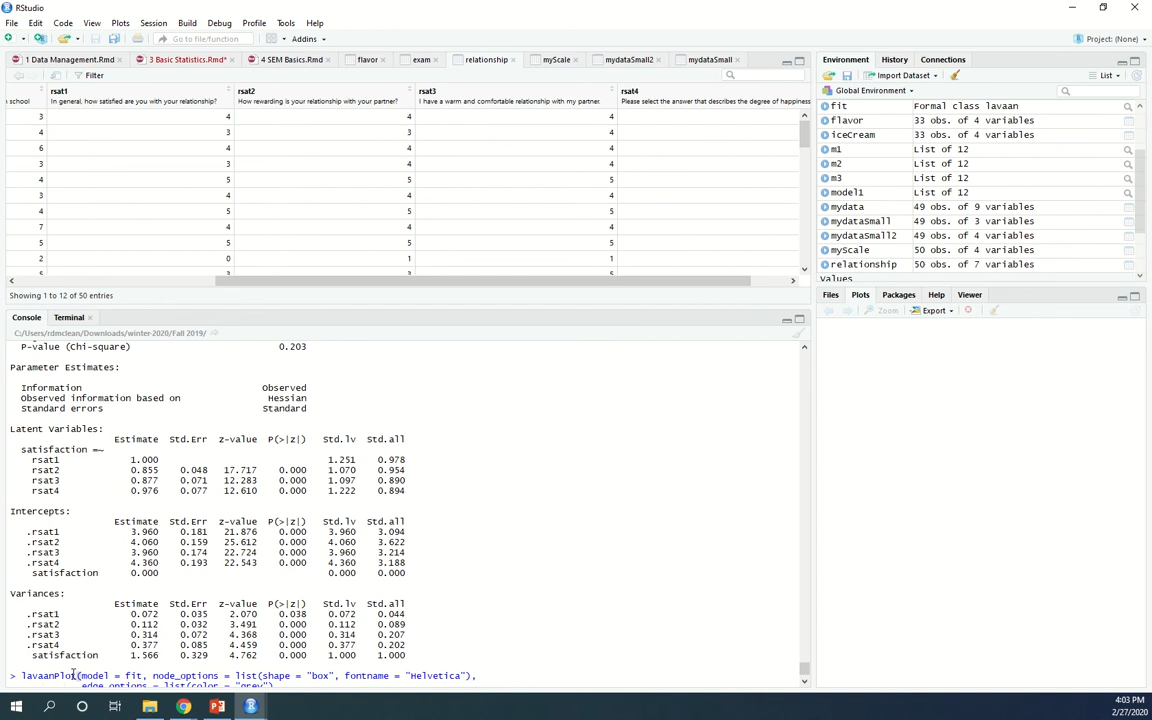 RStudio
File Edit Code View Plots Session Build Debug Profile Tools Help
Go to file/function Addins Project: (None)
1 Data Management.Rmd 3 Basic Statistics.Rmd* 4 SEM Basics.Rmd flavor exam relationship myScale mydataSmall2 mydataSmall
Filter
rsat1 rsat2 rsat3 rsat4
school In general, how satisfied are you with your relationship? How rewarding is your relationship with your partner? I have a warm and comfortable relationship with my partner. Please select the answer that describes the degree of happiness
3 4 4 4
4 3 3 4
6 4 4 4
3 3 4 4
4 5 5 5
3 4 4 4
4 5 5 5
7 4 4 4
5 5 5 5
2 0 1 1
Showing 1 to 12 of 50 entries
Console Terminal
C:/Users/rdmclean/Downloads/winter-2020/Fall 2019/
P-value (Chi-square) 0.203
Parameter Estimates:
Information Observed
Observed information based on Hessian
Standard errors Standard
Latent Variables:
Estimate Std.Err z-value P(>|z|) Std.lv Std.all
satisfaction =~
rsat1 1.000 1.251 0.978
rsat2 0.855 0.048 17.717 0.000 1.070 0.954
rsat3 0.877 0.071 12.283 0.000 1.097 0.890
rsat4 0.976 0.077 12.610 0.000 1.222 0.894
Intercepts:
Estimate Std.Err z-value P(>|z|) Std.lv Std.all
.rsat1 3.960 0.181 21.876 0.000 3.960 3.094
.rsat2 4.060 0.159 25.612 0.000 4.060 3.622
.rsat3 3.960 0.174 22.724 0.000 3.960 3.214
.rsat4 4.360 0.193 22.543 0.000 4.360 3.188
satisfaction 0.000 0.000 0.000
Variances:
Estimate Std.Err z-value P(>|z|) Std.lv Std.all
.rsat1 0.072 0.035 2.070 0.038 0.072 0.044
.rsat2 0.112 0.032 3.491 0.000 0.112 0.089
.rsat3 0.314 0.072 4.368 0.000 0.314 0.207
.rsat4 0.377 0.085 4.459 0.000 0.377 0.202
satisfaction 1.566 0.329 4.762 0.000 1.000 1.000
> lavaanPlot(model = fit, node_options = list(shape = "box", fontname = "Helvetica"),
edge_options = list(color = "grey")
Environment History Connections
Import Dataset List
Global Environment
fit Formal class lavaan
flavor 33 obs. of 4 variables
iceCream 33 obs. of 4 variables
m1 List of 12
m2 List of 12
m3 List of 12
model1 List of 12
mydata 49 obs. of 9 variables
mydataSmall 49 obs. of 3 variables
mydataSmall2 49 obs. of 4 variables
myScale 50 obs. of 4 variables
relationship 50 obs. of 7 variables
Values
Files Plots Packages Help Viewer
Zoom Export
4:03 PM
2/27/2020